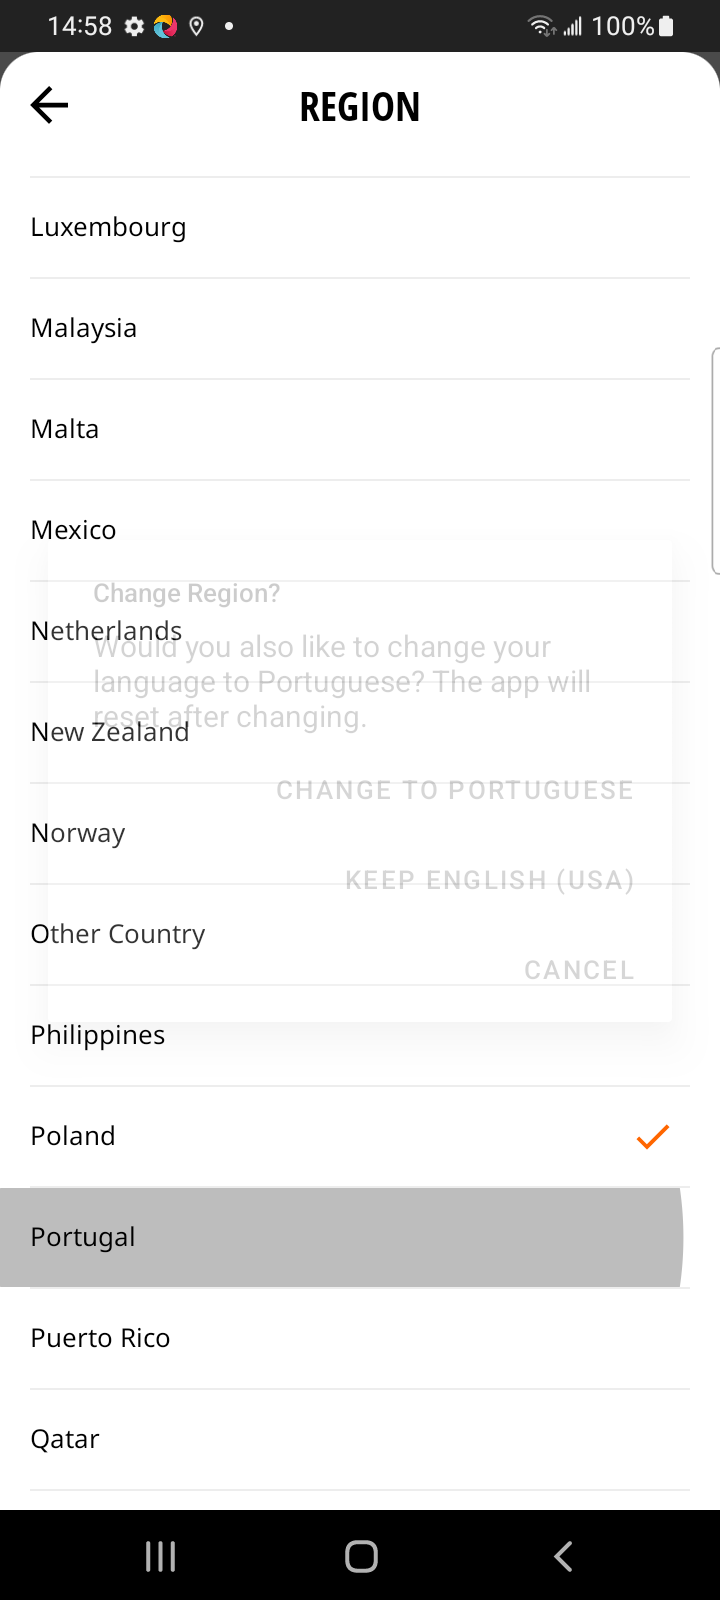 14:58
100%
REGION
Luxembourg
Malaysia
Malta
Mexico
Change Region?
Netherlands
Would you also like to change your
language to Portuguese? The app will
reset after changing.
New Zealand
CHANGE TO PORTUGUESE
Norway
KEEP ENGLISH (USA)
Other Country
CANCEL
Philippines
Poland
Portugal
Puerto Rico
Qatar